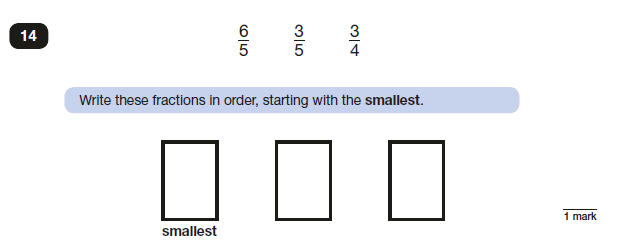 14
6/5 3/5 3/4
Write these fractions in order, starting with the smallest.
smallest
1 mark